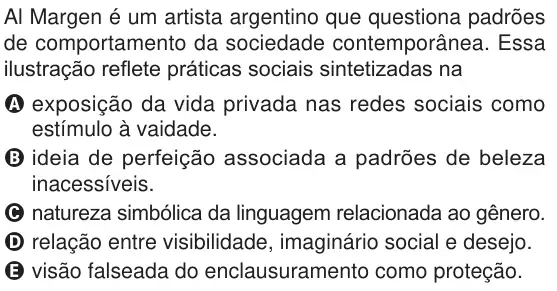 Al Margen é um artista argentino que questiona padrões
de comportamento da sociedade contemporânea. Essa
ilustração reflete práticas sociais sintetizadas na
A exposição da vida privada nas redes sociais como
estímulo à vaidade.
B ideia de perfeição associada a padrões de beleza
inacessíveis.
C natureza simbólica da linguagem relacionada ao gênero.
D relação entre visibilidade, imaginário social e desejo.
E visão falseada do enclausuramento como proteção.